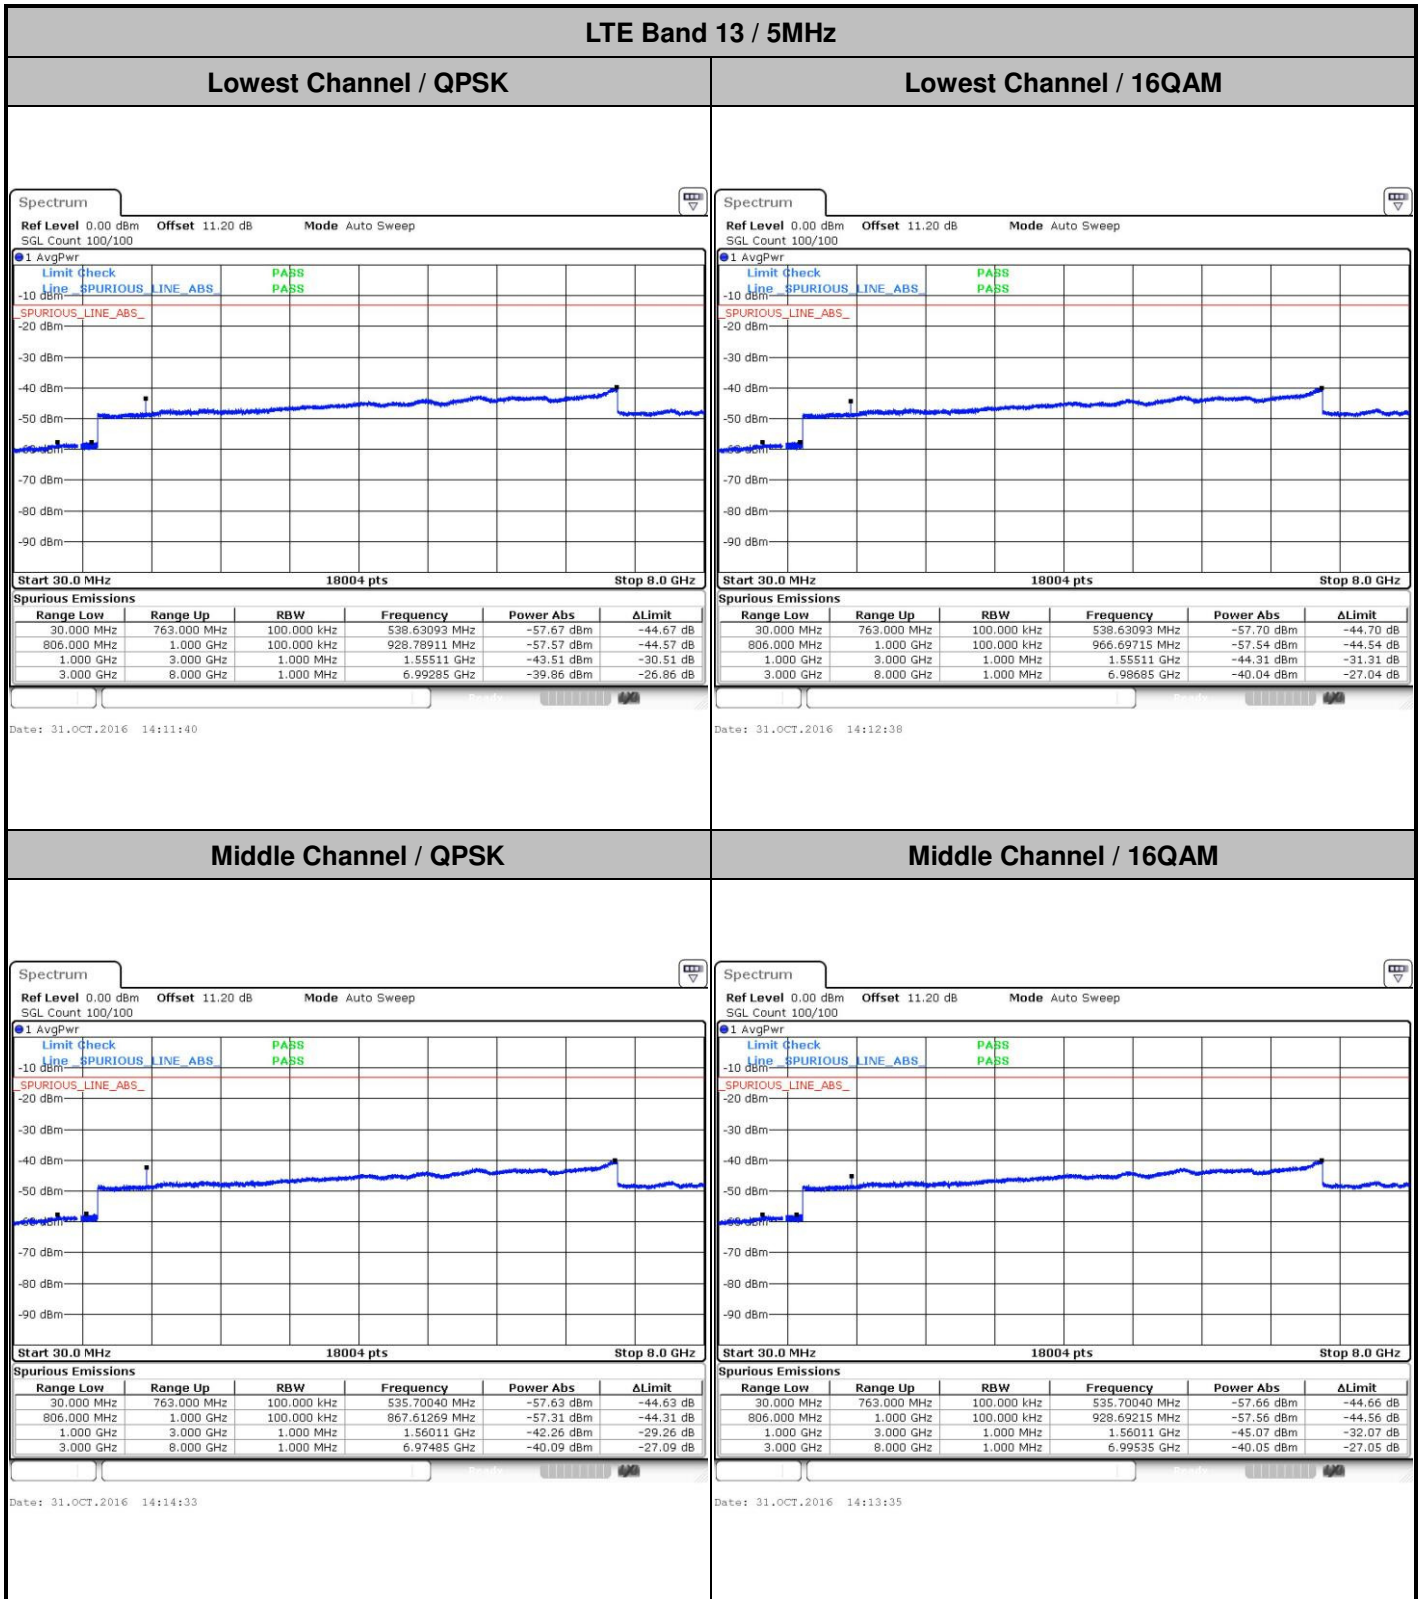 LTE Band 13 / 5MHz
Lowest Channel / QPSK
Lowest Channel / 16QAM
Spectrum
Ref Level 0.00 dBm Offset 11.20 dB Mode Auto Sweep
SGL Count 100/100
1 AvgPwr
Limit Check PASS
Line _SPURIOUS_LINE_ABS_ PASS
-10 dBm
_SPURIOUS_LINE_ABS_
-20 dBm
-30 dBm
-40 dBm
-50 dBm
-60 dBm
-70 dBm
-80 dBm
-90 dBm
Start 30.0 MHz 18004 pts Stop 8.0 GHz
Spurious Emissions
Range Low Range Up RBW Frequency Power Abs ΔLimit
30.000 MHz 763.000 MHz 100.000 kHz 538.63093 MHz -57.67 dBm -44.67 dB
806.000 MHz 1.000 GHz 100.000 kHz 928.78911 MHz -57.57 dBm -44.57 dB
1.000 GHz 3.000 GHz 1.000 MHz 1.55511 GHz -43.51 dBm -30.51 dB
3.000 GHz 8.000 GHz 1.000 MHz 6.99285 GHz -39.86 dBm -26.86 dB
Date: 31.OCT.2016 14:11:40
Spectrum
Ref Level 0.00 dBm Offset 11.20 dB Mode Auto Sweep
SGL Count 100/100
1 AvgPwr
Limit Check PASS
Line _SPURIOUS_LINE_ABS_ PASS
-10 dBm
_SPURIOUS_LINE_ABS_
-20 dBm
-30 dBm
-40 dBm
-50 dBm
-60 dBm
-70 dBm
-80 dBm
-90 dBm
Start 30.0 MHz 18004 pts Stop 8.0 GHz
Spurious Emissions
Range Low Range Up RBW Frequency Power Abs ΔLimit
30.000 MHz 763.000 MHz 100.000 kHz 538.63093 MHz -57.70 dBm -44.70 dB
806.000 MHz 1.000 GHz 100.000 kHz 966.69715 MHz -57.54 dBm -44.54 dB
1.000 GHz 3.000 GHz 1.000 MHz 1.55511 GHz -44.31 dBm -31.31 dB
3.000 GHz 8.000 GHz 1.000 MHz 6.98685 GHz -40.04 dBm -27.04 dB
Date: 31.OCT.2016 14:12:38
Middle Channel / QPSK
Middle Channel / 16QAM
Spectrum
Ref Level 0.00 dBm Offset 11.20 dB Mode Auto Sweep
SGL Count 100/100
1 AvgPwr
Limit Check PASS
Line _SPURIOUS_LINE_ABS_ PASS
-10 dBm
_SPURIOUS_LINE_ABS_
-20 dBm
-30 dBm
-40 dBm
-50 dBm
-60 dBm
-70 dBm
-80 dBm
-90 dBm
Start 30.0 MHz 18004 pts Stop 8.0 GHz
Spurious Emissions
Range Low Range Up RBW Frequency Power Abs ΔLimit
30.000 MHz 763.000 MHz 100.000 kHz 535.70040 MHz -57.63 dBm -44.63 dB
806.000 MHz 1.000 GHz 100.000 kHz 867.61269 MHz -57.31 dBm -44.31 dB
1.000 GHz 3.000 GHz 1.000 MHz 1.56011 GHz -42.26 dBm -29.26 dB
3.000 GHz 8.000 GHz 1.000 MHz 6.97485 GHz -40.09 dBm -27.09 dB
Date: 31.OCT.2016 14:14:33
Spectrum
Ref Level 0.00 dBm Offset 11.20 dB Mode Auto Sweep
SGL Count 100/100
1 AvgPwr
Limit Check PASS
Line _SPURIOUS_LINE_ABS_ PASS
-10 dBm
_SPURIOUS_LINE_ABS_
-20 dBm
-30 dBm
-40 dBm
-50 dBm
-60 dBm
-70 dBm
-80 dBm
-90 dBm
Start 30.0 MHz 18004 pts Stop 8.0 GHz
Spurious Emissions
Range Low Range Up RBW Frequency Power Abs ΔLimit
30.000 MHz 763.000 MHz 100.000 kHz 535.70040 MHz -57.66 dBm -44.66 dB
806.000 MHz 1.000 GHz 100.000 kHz 928.69215 MHz -57.56 dBm -44.56 dB
1.000 GHz 3.000 GHz 1.000 MHz 1.56011 GHz -45.07 dBm -32.07 dB
3.000 GHz 8.000 GHz 1.000 MHz 6.99535 GHz -40.05 dBm -27.05 dB
Date: 31.OCT.2016 14:13:35